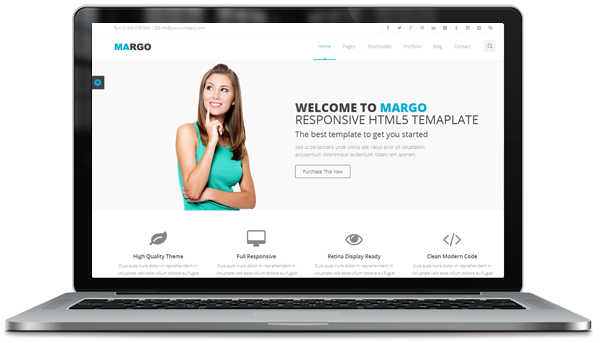 +12 345 678 000 info@yourcompany.com
MARGO
Home Pages Shortcodes Portfolio Blog Contact
WELCOME TO MARGO
RESPONSIVE HTML5 TEMAPLATE
The best template to get you started
Sed ut perspiciatis unde omnis iste natus error sit voluptatem
accusantium doloremque laudantium, totam rem aperiam.
Purchase This Now
High Quality Theme Full Responsive Retina Display Ready Clean Modern Code
Duis aute irure dolor in reprehenderit in Duis aute irure dolor in reprehenderit in Duis aute irure dolor in reprehenderit in Duis aute irure dolor in reprehenderit in
voluptate velit esse cillum dolore eu fugiat voluptate velit esse cillum dolore eu fugiat voluptate velit esse cillum dolore eu fugiat voluptate velit esse cillum dolore eu fugiat